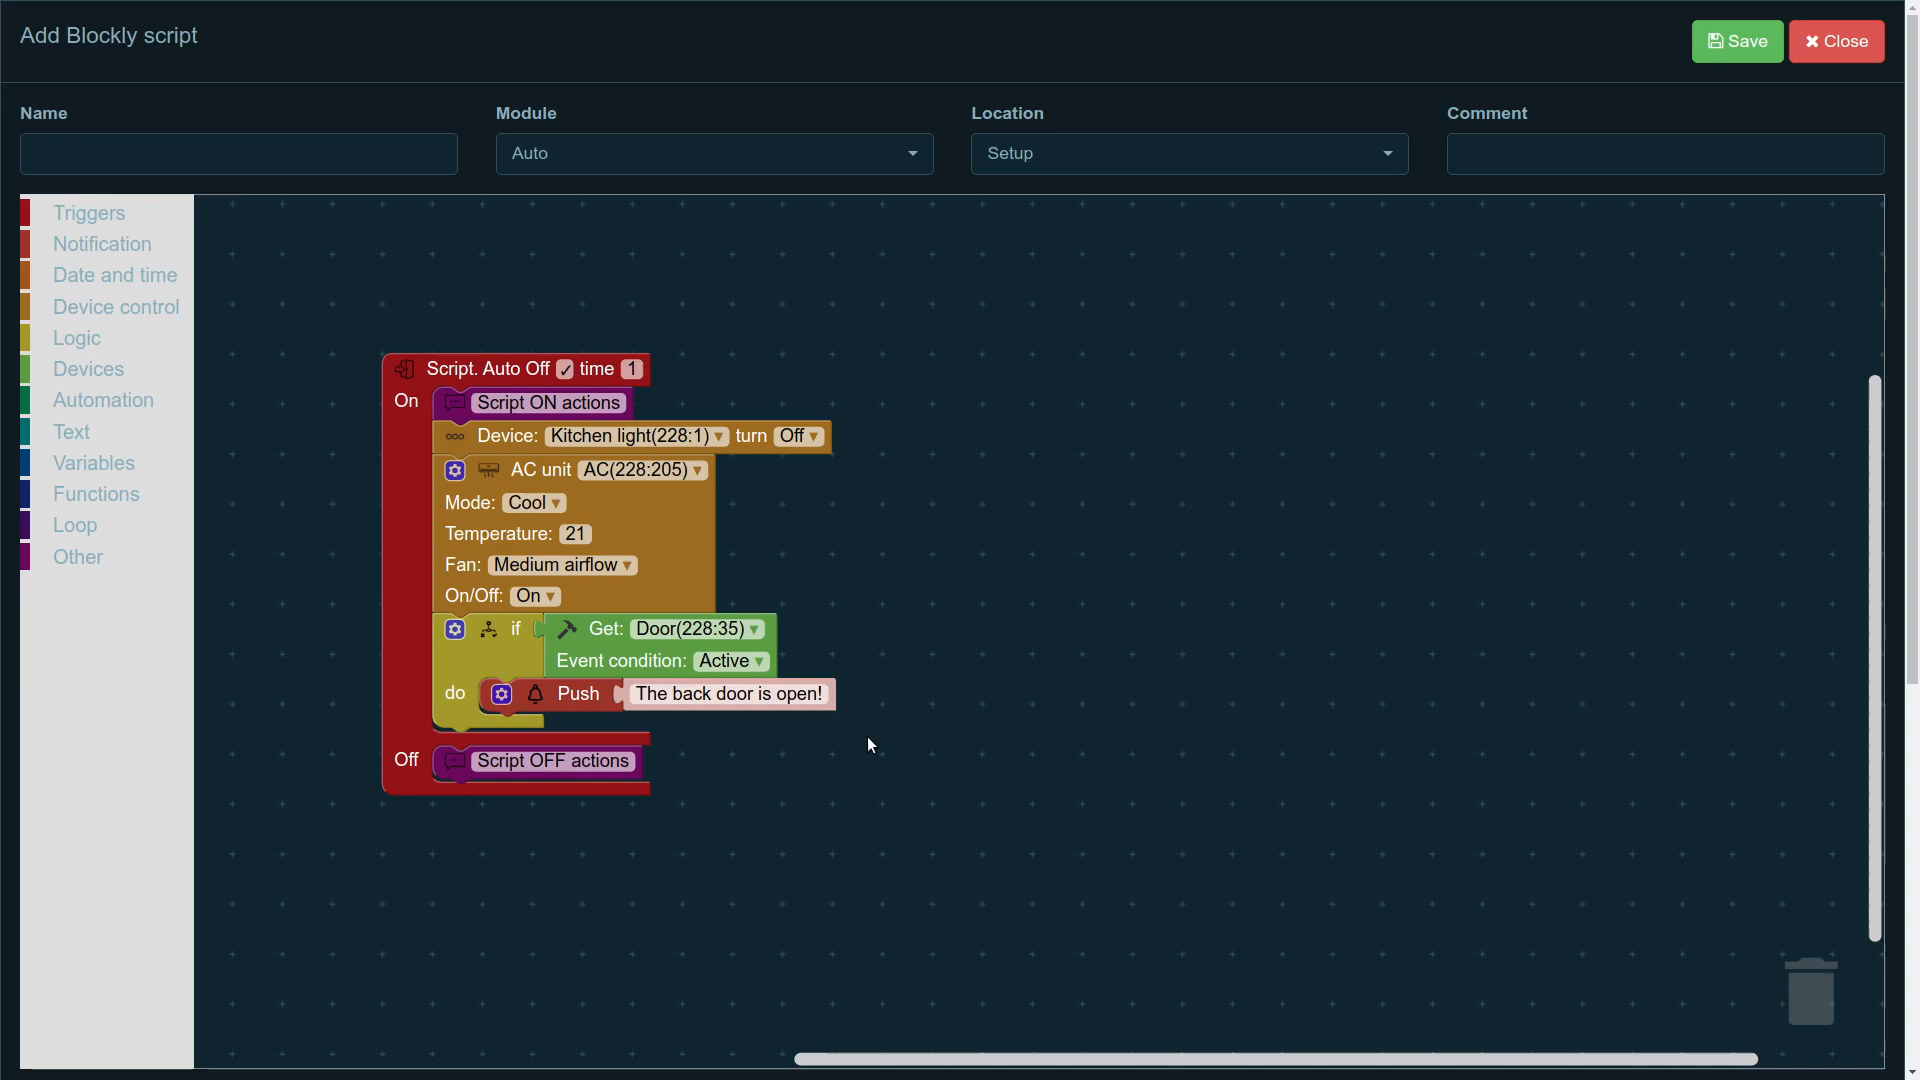 Add Blockly script
Save
Close
Name
Module
Location
Comment
Auto
Setup
Triggers
Notification
Date and time
Device control
Logic
Devices
Automation
Text
Variables
Functions
Loop
Other
Script. Auto Off ✓ time 1
On
Script ON actions
Device: Kitchen light(228:1) ▾ turn Off ▾
AC unit AC(228:205) ▾
Mode: Cool ▾
Temperature: 21
Fan: Medium airflow ▾
On/Off: On ▾
if Get: Door(228:35) ▾
Event condition: Active ▾
do Push The back door is open!
Off Script OFF actions